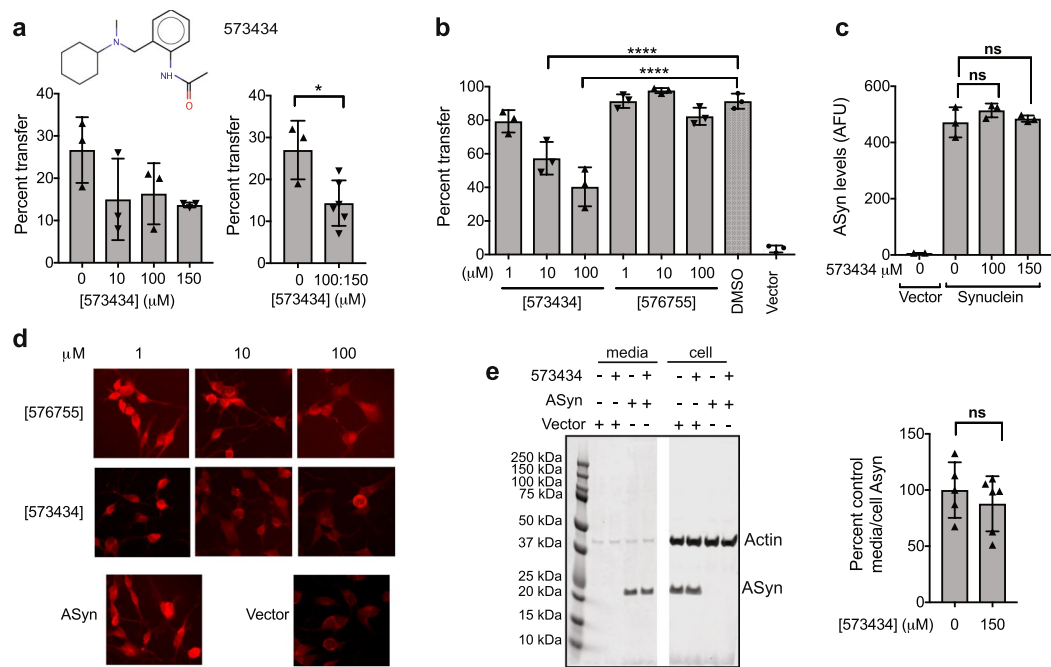 a
573434
N
NH
O
Percent transfer
40
30
20
10
0
0 10 100 150
[573434] (μM)
Percent transfer
40
30
20
10
0
*
0 100:150
[573434] (μM)
b
****
****
Percent transfer
100
80
60
40
20
0
(μM) 1 10 100 1 10 100
[573434] [576755] DMSO Vector
c
ns
ns
ASyn levels (AFU)
600
400
200
0
573434 μM 0 0 100 150
Vector Synuclein
d
μM 1 10 100
[576755]
[573434]
ASyn
Vector
e
media cell
573434 - + - + - + - +
ASyn - - + + - - + +
Vector + + - - + + - -
250 kDa
150 kDa
100 kDa
75 kDa
50 kDa
37 kDa
25 kDa
20 kDa
15 kDa
10 kDa
Actin
ASyn
ns
Percent control
media/cell Asyn
150
100
50
0
[573434] (μM) 0 150